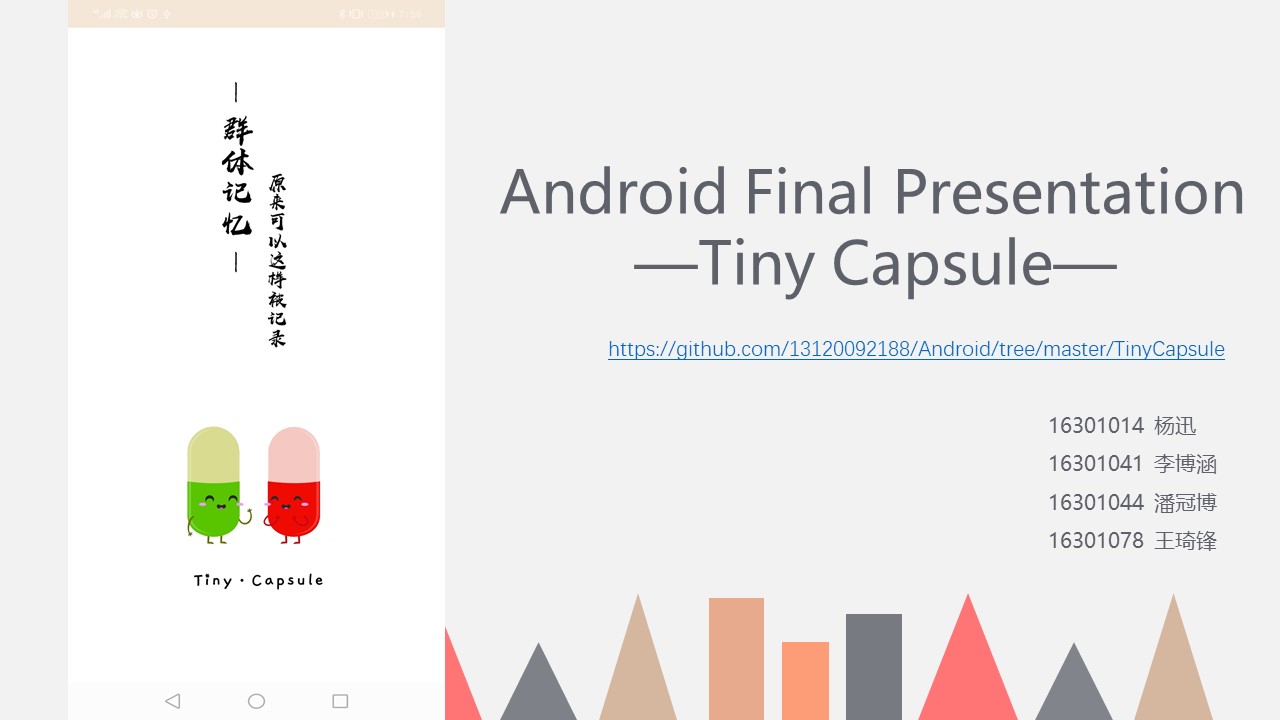 7:56
— 群体记忆 —
原来可以这样被记录
Tiny · Capsule
Android Final Presentation
—Tiny Capsule—
https://github.com/13120092188/Android/tree/master/TinyCapsule
16301014 杨迅
16301041 李博涵
16301044 潘冠博
16301078 王琦锋